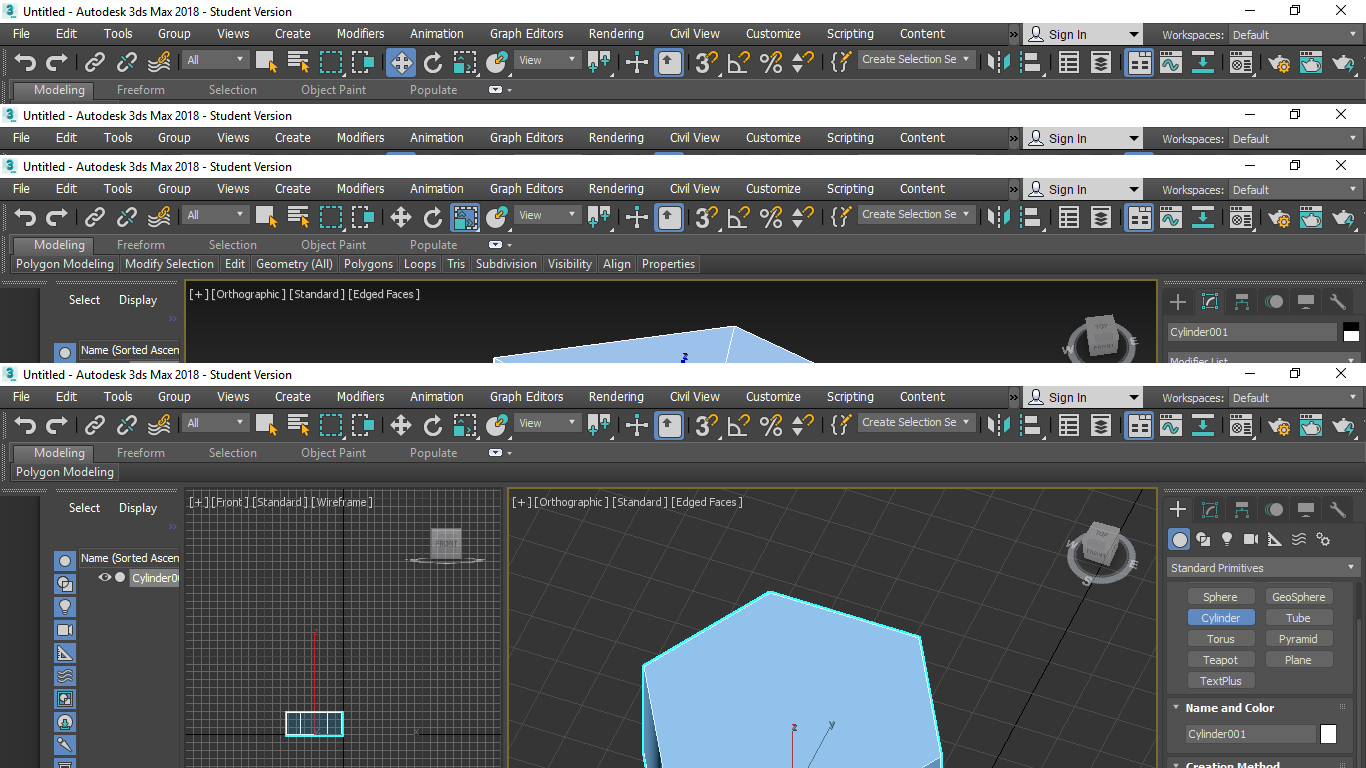 Untitled - Autodesk 3ds Max 2018 - Student Version
File Edit Tools Group Views Create Modifiers Animation Graph Editors Rendering Civil View Customize Scripting Content » Sign In Workspaces: Default
All View 3 Create Selection Se
Modeling Freeform Selection Object Paint Populate
Untitled - Autodesk 3ds Max 2018 - Student Version
File Edit Tools Group Views Create Modifiers Animation Graph Editors Rendering Civil View Customize Scripting Content » Sign In Workspaces: Default
Untitled - Autodesk 3ds Max 2018 - Student Version
File Edit Tools Group Views Create Modifiers Animation Graph Editors Rendering Civil View Customize Scripting Content » Sign In Workspaces: Default
All View 3 Create Selection Se
Modeling Freeform Selection Object Paint Populate
Polygon Modeling Modify Selection Edit Geometry (All) Polygons Loops Tris Subdivision Visibility Align Properties
Select Display [+] [Orthographic] [Standard] [Edged Faces]
»
TOP
FRONT
W E
Cylinder001
Name (Sorted Ascen z
Modifier List
Untitled - Autodesk 3ds Max 2018 - Student Version
File Edit Tools Group Views Create Modifiers Animation Graph Editors Rendering Civil View Customize Scripting Content » Sign In Workspaces: Default
All View 3 Create Selection Se
Modeling Freeform Selection Object Paint Populate
Polygon Modeling
Select Display [+] [Front] [Standard] [Wireframe] [+] [Orthographic] [Standard] [Edged Faces]
»
FRONT
TOP
FRONT
W E
S
Name (Sorted Ascen
Cylinder00
Standard Primitives
Sphere GeoSphere
Cylinder Tube
Torus Pyramid
Teapot Plane
TextPlus
Name and Color
z y
Cylinder001
Creation Method